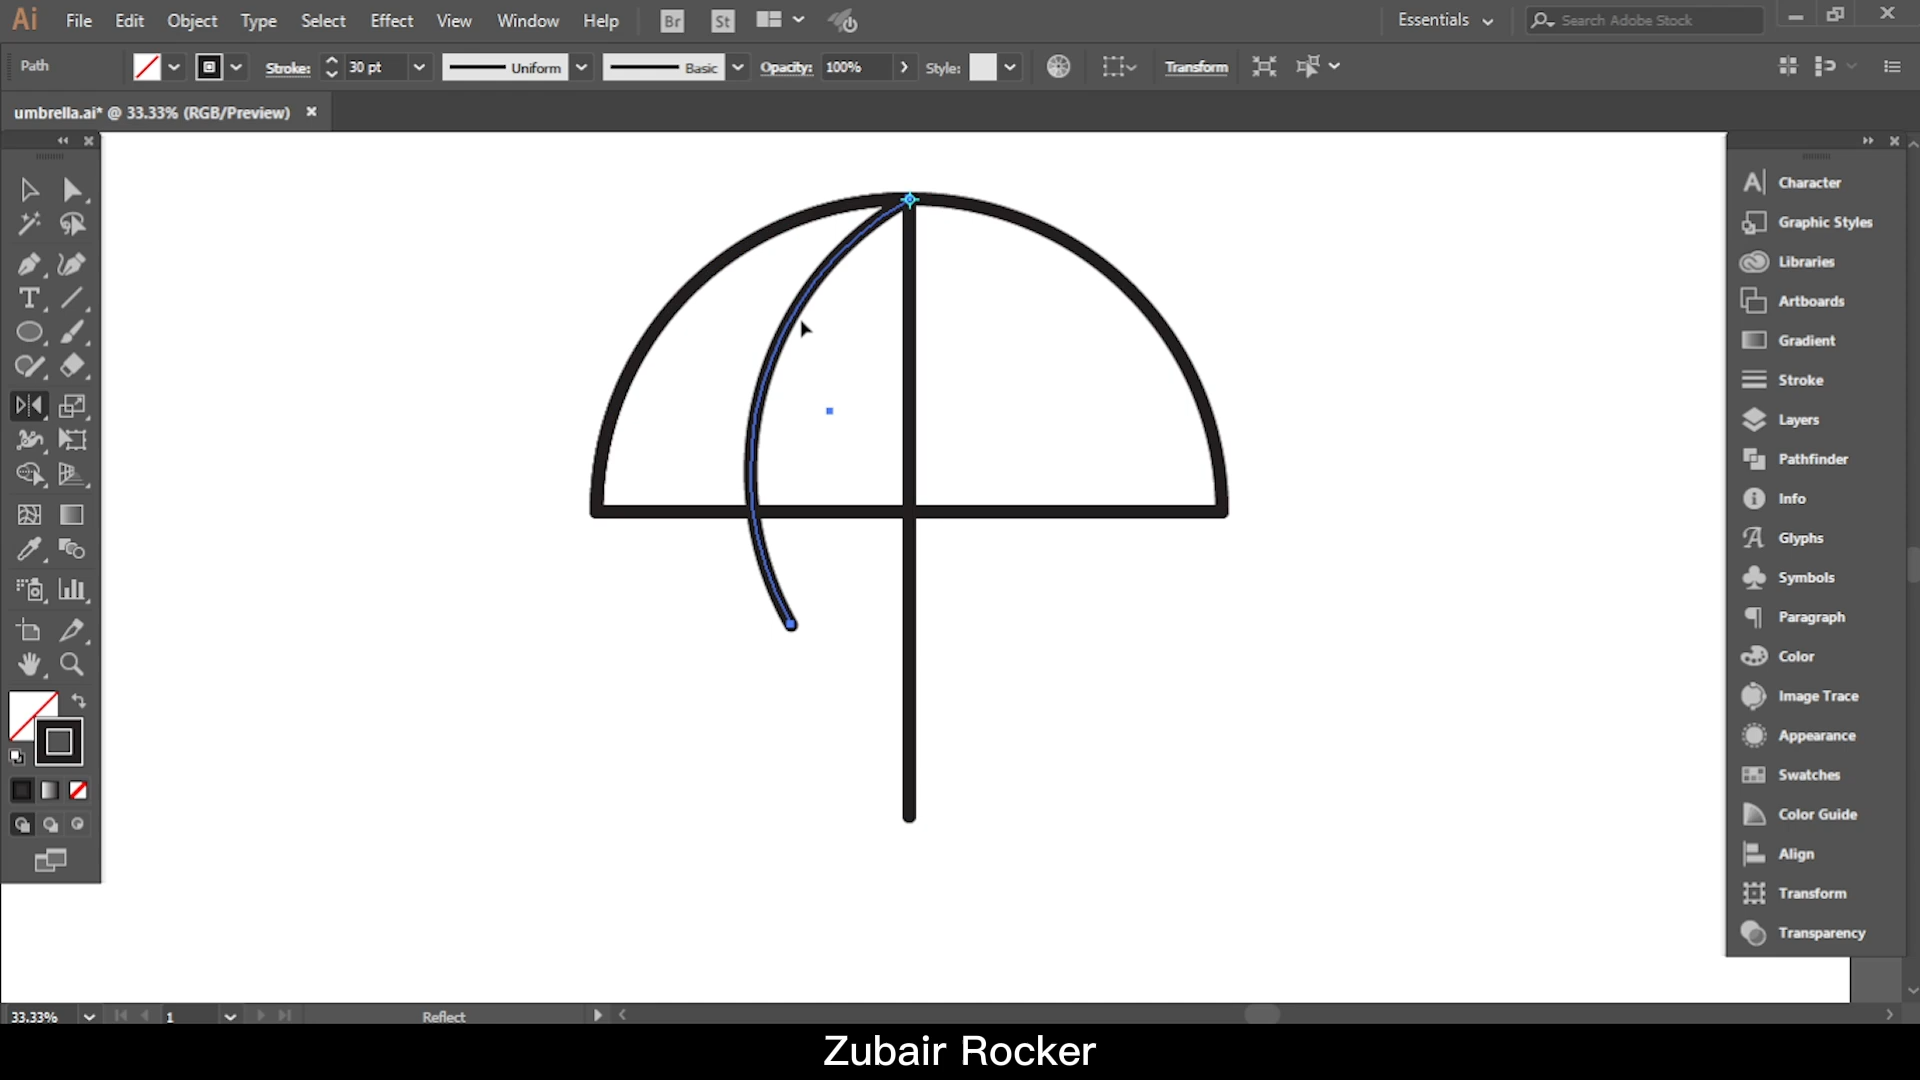 Ai File Edit Object Type Select Effect View Window Help Br St Essentials Search Adobe Stock
Path Stroke: 30 pt Uniform Basic Opacity: 100% Style: Transform
umbrella.ai* @ 33.33% (RGB/Preview)
Character
Graphic Styles
Libraries
Artboards
Gradient
Stroke
Layers
Pathfinder
Info
Glyphs
Symbols
Paragraph
Color
Image Trace
Appearance
Swatches
Color Guide
Align
Transform
Transparency
33.33% 1 Reflect
Zubair Rocker